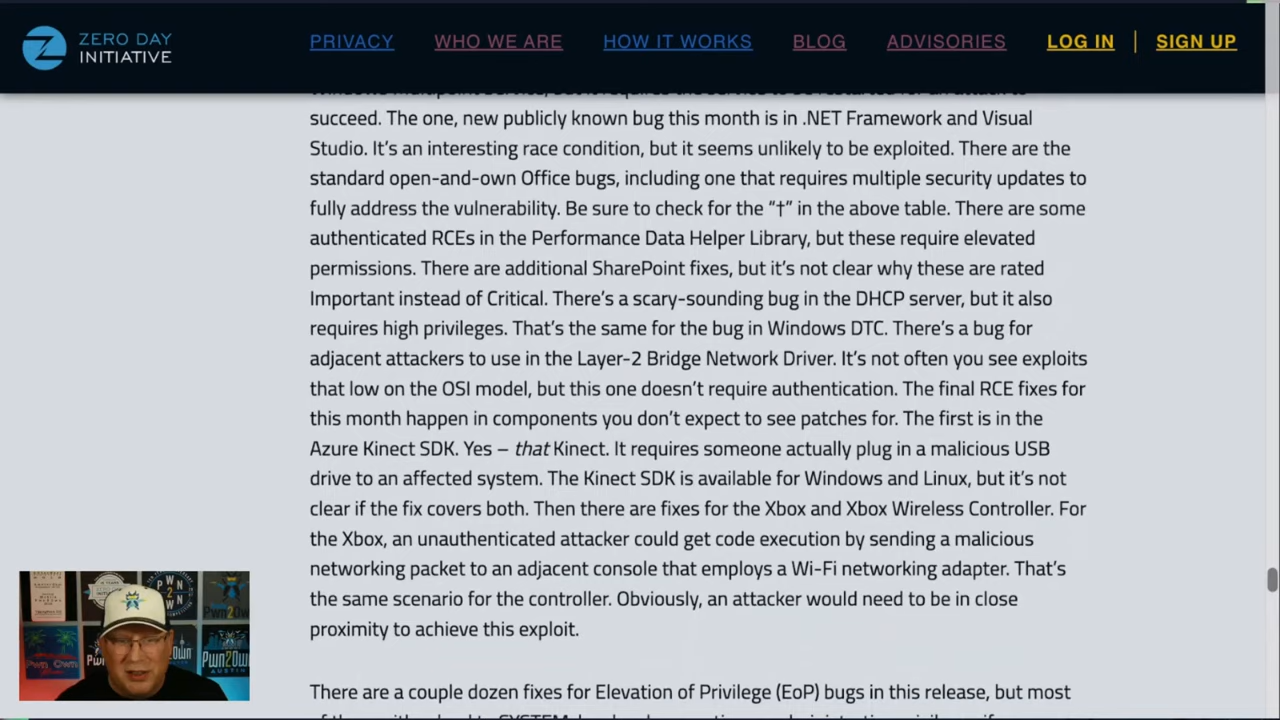 ZERO DAY
INITIATIVE
PRIVACY
WHO WE ARE
HOW IT WORKS
BLOG
ADVISORIES
LOG IN
SIGN UP
succeed. The one, new publicly known bug this month is in .NET Framework and Visual
Studio. It’s an interesting race condition, but it seems unlikely to be exploited. There are the
standard open-and-own Office bugs, including one that requires multiple security updates to
fully address the vulnerability. Be sure to check for the “†” in the above table. There are some
authenticated RCEs in the Performance Data Helper Library, but these require elevated
permissions. There are additional SharePoint fixes, but it’s not clear why these are rated
Important instead of Critical. There’s a scary-sounding bug in the DHCP server, but it also
requires high privileges. That’s the same for the bug in Windows DTC. There’s a bug for
adjacent attackers to use in the Layer-2 Bridge Network Driver. It’s not often you see exploits
that low on the OSI model, but this one doesn’t require authentication. The final RCE fixes for
this month happen in components you don’t expect to see patches for. The first is in the
Azure Kinect SDK. Yes – that Kinect. It requires someone actually plug in a malicious USB
drive to an affected system. The Kinect SDK is available for Windows and Linux, but it’s not
clear if the fix covers both. Then there are fixes for the Xbox and Xbox Wireless Controller. For
the Xbox, an unauthenticated attacker could get code execution by sending a malicious
networking packet to an adjacent console that employs a Wi-Fi networking adapter. That’s
the same scenario for the controller. Obviously, an attacker would need to be in close
proximity to achieve this exploit.
There are a couple dozen fixes for Elevation of Privilege (EoP) bugs in this release, but most
PWN
2OWN
Pwn2Own
Pwn2Own
AUSTIN